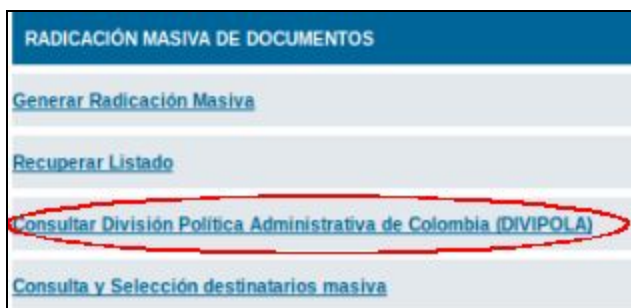 RADICACIÓN MASIVA DE DOCUMENTOS
Generar Radicación Masiva
Recuperar Listado
Consultar División Política Administrativa de Colombia (DIVIPOLA)
Consulta y Selección destinatarios masiva